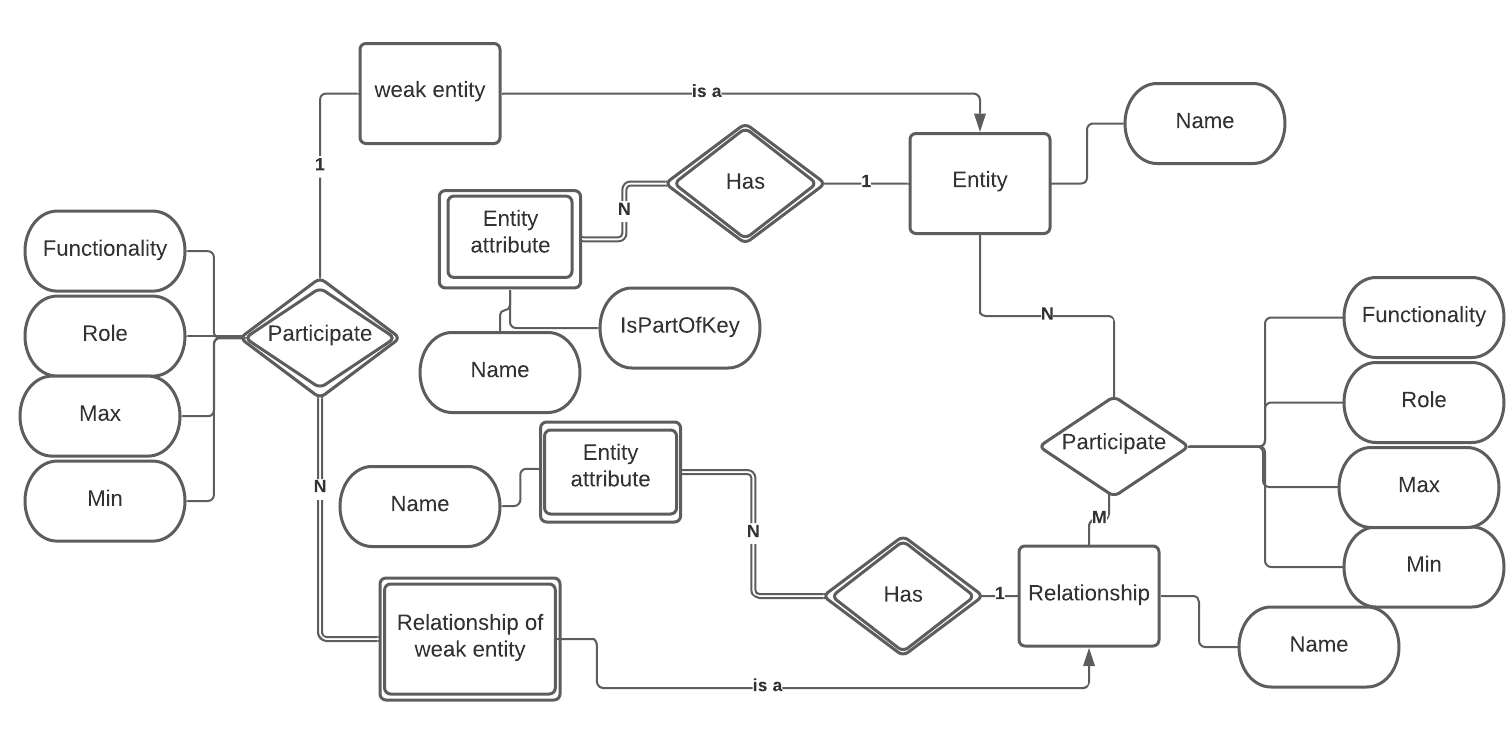 weak entity
is a
Name
1
Has
1
Entity
Entity
attribute
N
Functionality
Role
Max
Min
Participate
IsPartOfKey
Name
N
Functionality
Role
Max
Min
Participate
Entity
attribute
Name
N
N
M
Has
1
Relationship
Relationship of
weak entity
Name
is a